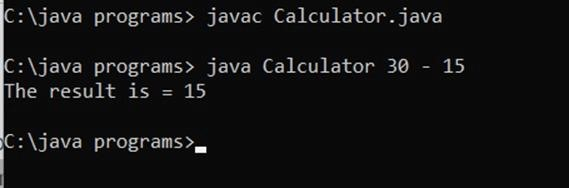 C:\java programs> javac Calculator.java
C:\java programs> java Calculator 30 - 15
The result is = 15
C:\java programs>